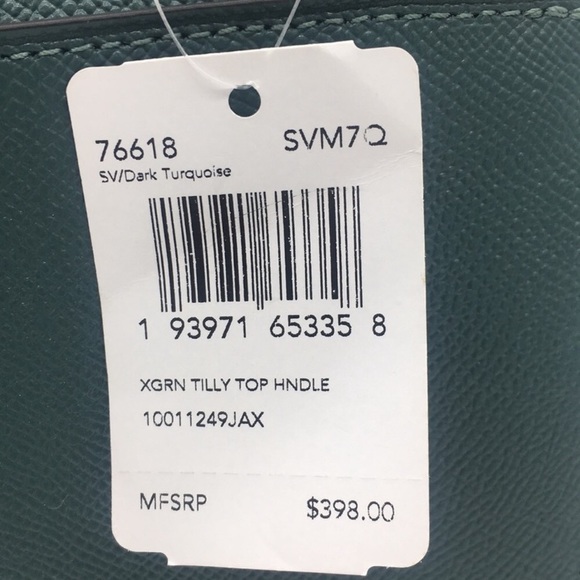 76618 SVM7Q
SV/Dark Turquoise
1 93971 65335 8
XGRN TILLY TOP HNDLE
10011249JAX
MFSRP $398.00